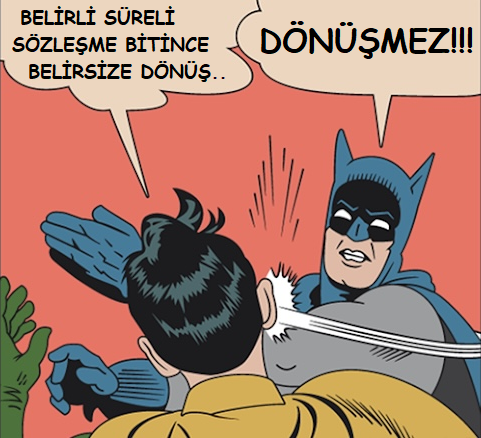 BELİRLİ SÜRELİ
SÖZLEŞME BİTİNCE
BELİRSİZE DÖNÜŞ..
DÖNÜŞMEZ!!!